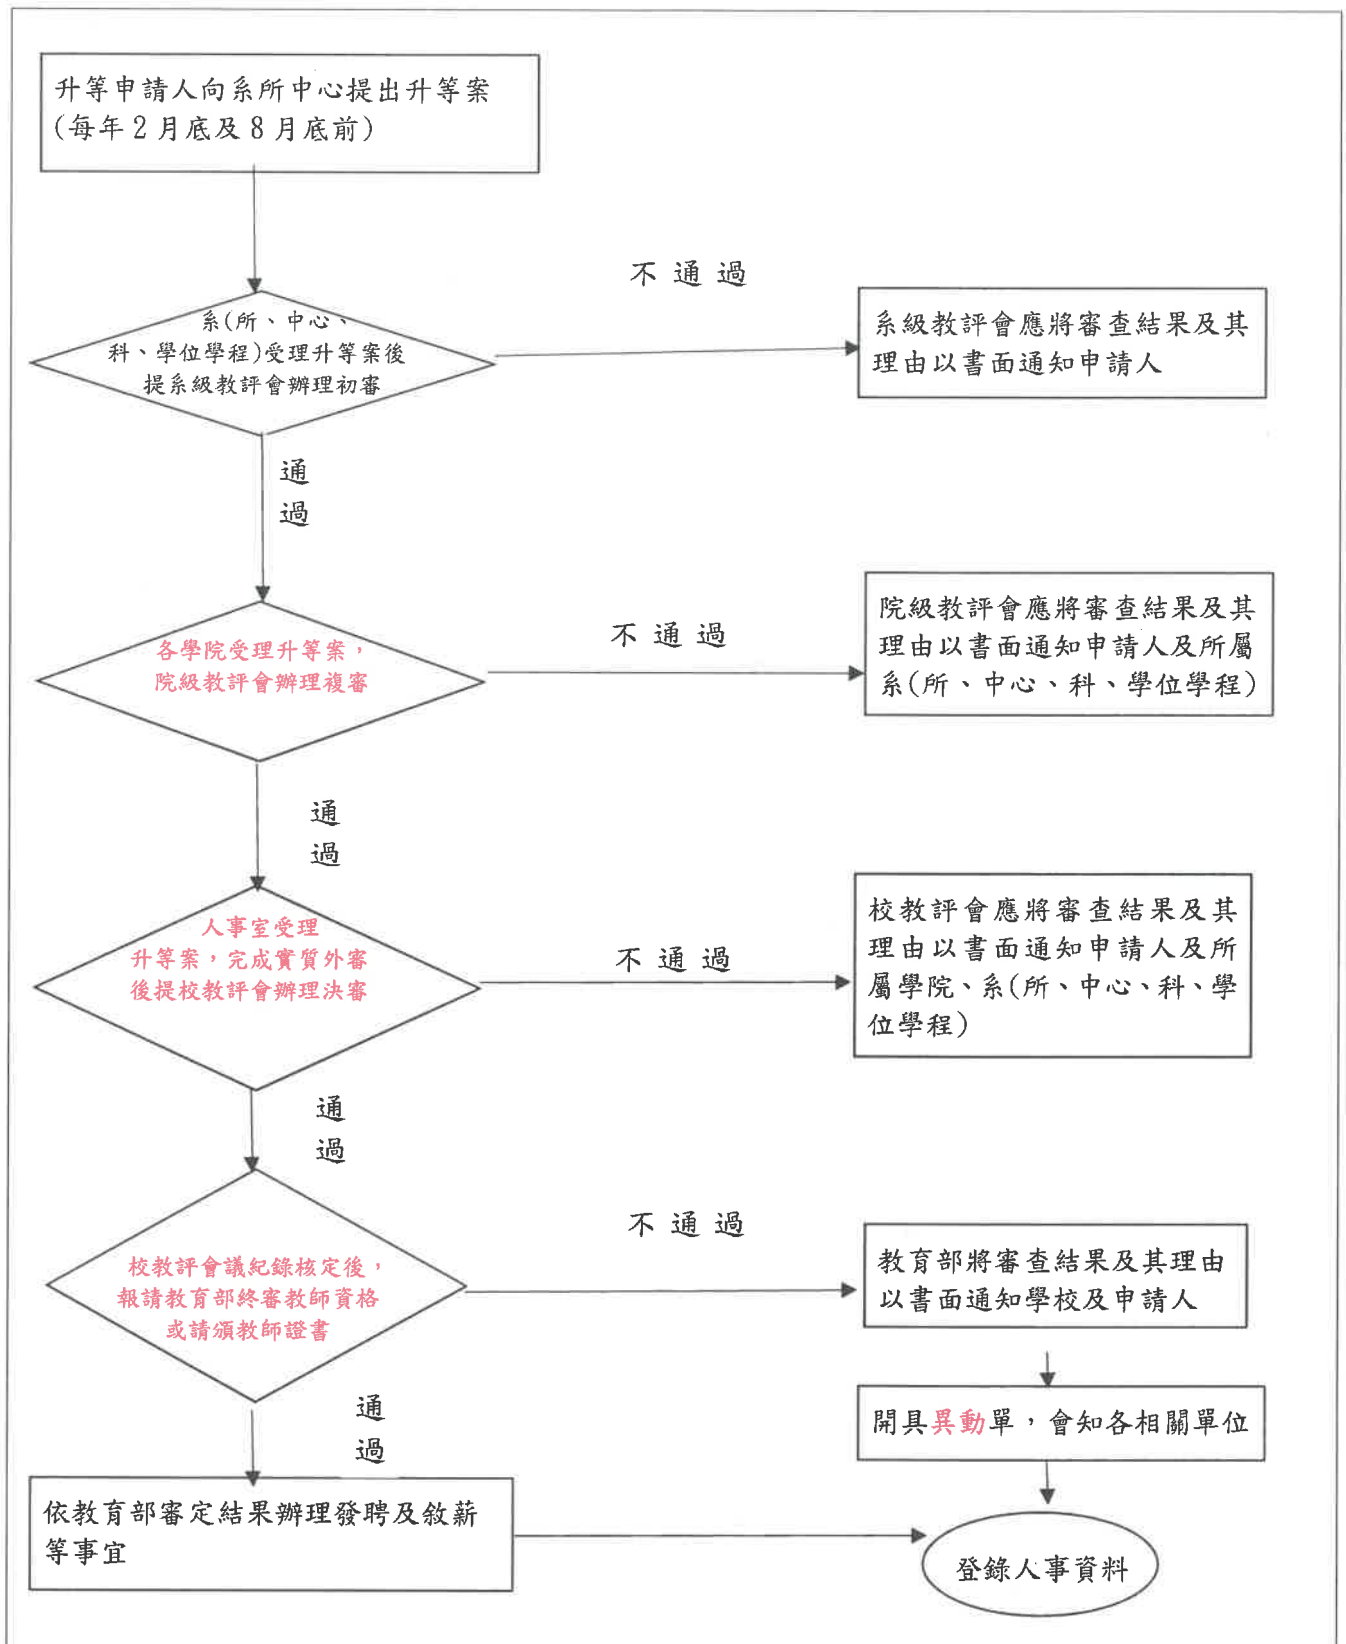 升等申請人向系所中心提出升等案
(每年2月底及8月底前)
不通過
系(所、中心、
科、學位學程)受理升等案後
提系級教評會辦理初審
系級教評會應將審查結果及其
理由以書面通知申請人
通
過
不通過
各學院受理升等案，
院級教評會辦理複審
院級教評會應將審查結果及其
理由以書面通知申請人及所屬
系(所、中心、科、學位學程)
通
過
不通過
人事室受理
升等案，完成實質外審
後提校教評會辦理決審
校教評會應將審查結果及其
理由以書面通知申請人及所
屬學院、系(所、中心、科、學
位學程)
通
過
不通過
校教評會議紀錄核定後，
報請教育部終審教師資格
或請頒教師證書
教育部將審查結果及其理由
以書面通知學校及申請人
通
過
開具異動單，會知各相關單位
依教育部審定結果辦理發聘及敘薪
等事宜
登錄人事資料